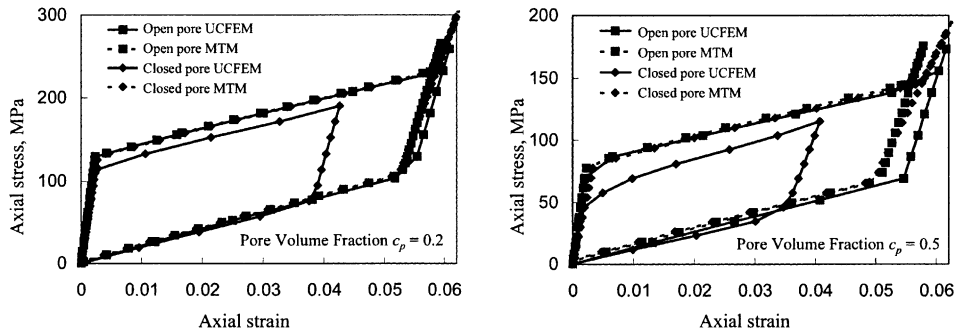 300
200
100
0
Axial stress, MPa
Open pore UCFEM
Open pore MTM
Closed pore UCFEM
Closed pore MTM
Pore Volume Fraction cp = 0.2
0 0.01 0.02 0.03 0.04 0.05 0.06
Axial strain
200
150
100
50
0
Axial stress, MPa
Open pore UCFEM
Open pore MTM
Closed pore UCFEM
Closed pore MTM
Pore Volume Fraction cp = 0.5
0 0.01 0.02 0.03 0.04 0.05 0.06
Axial strain